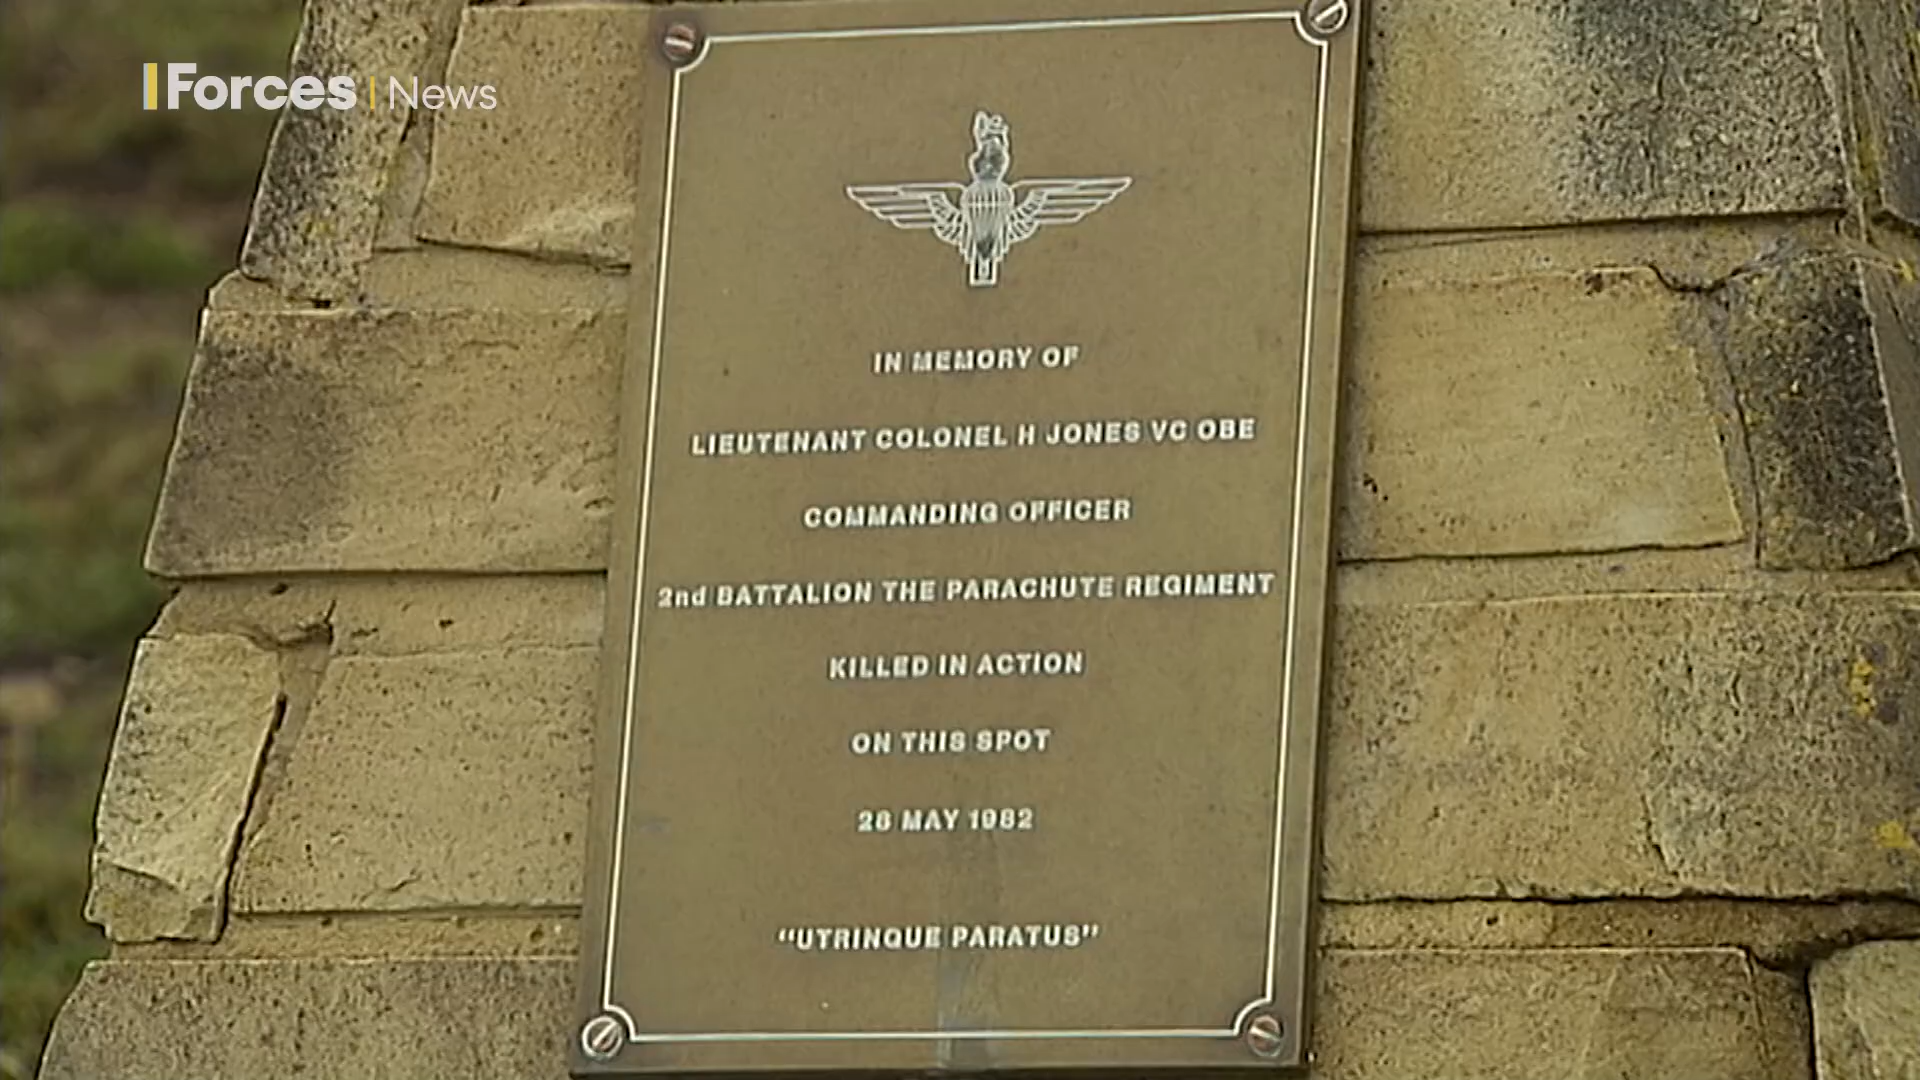 Forces News
IN MEMORY OF
LIEUTENANT COLONEL H JONES VC OBE
COMMANDING OFFICER
2nd BATTALION THE PARACHUTE REGIMENT
KILLED IN ACTION
ON THIS SPOT
28 MAY 1982
"UTRINQUE PARATUS"